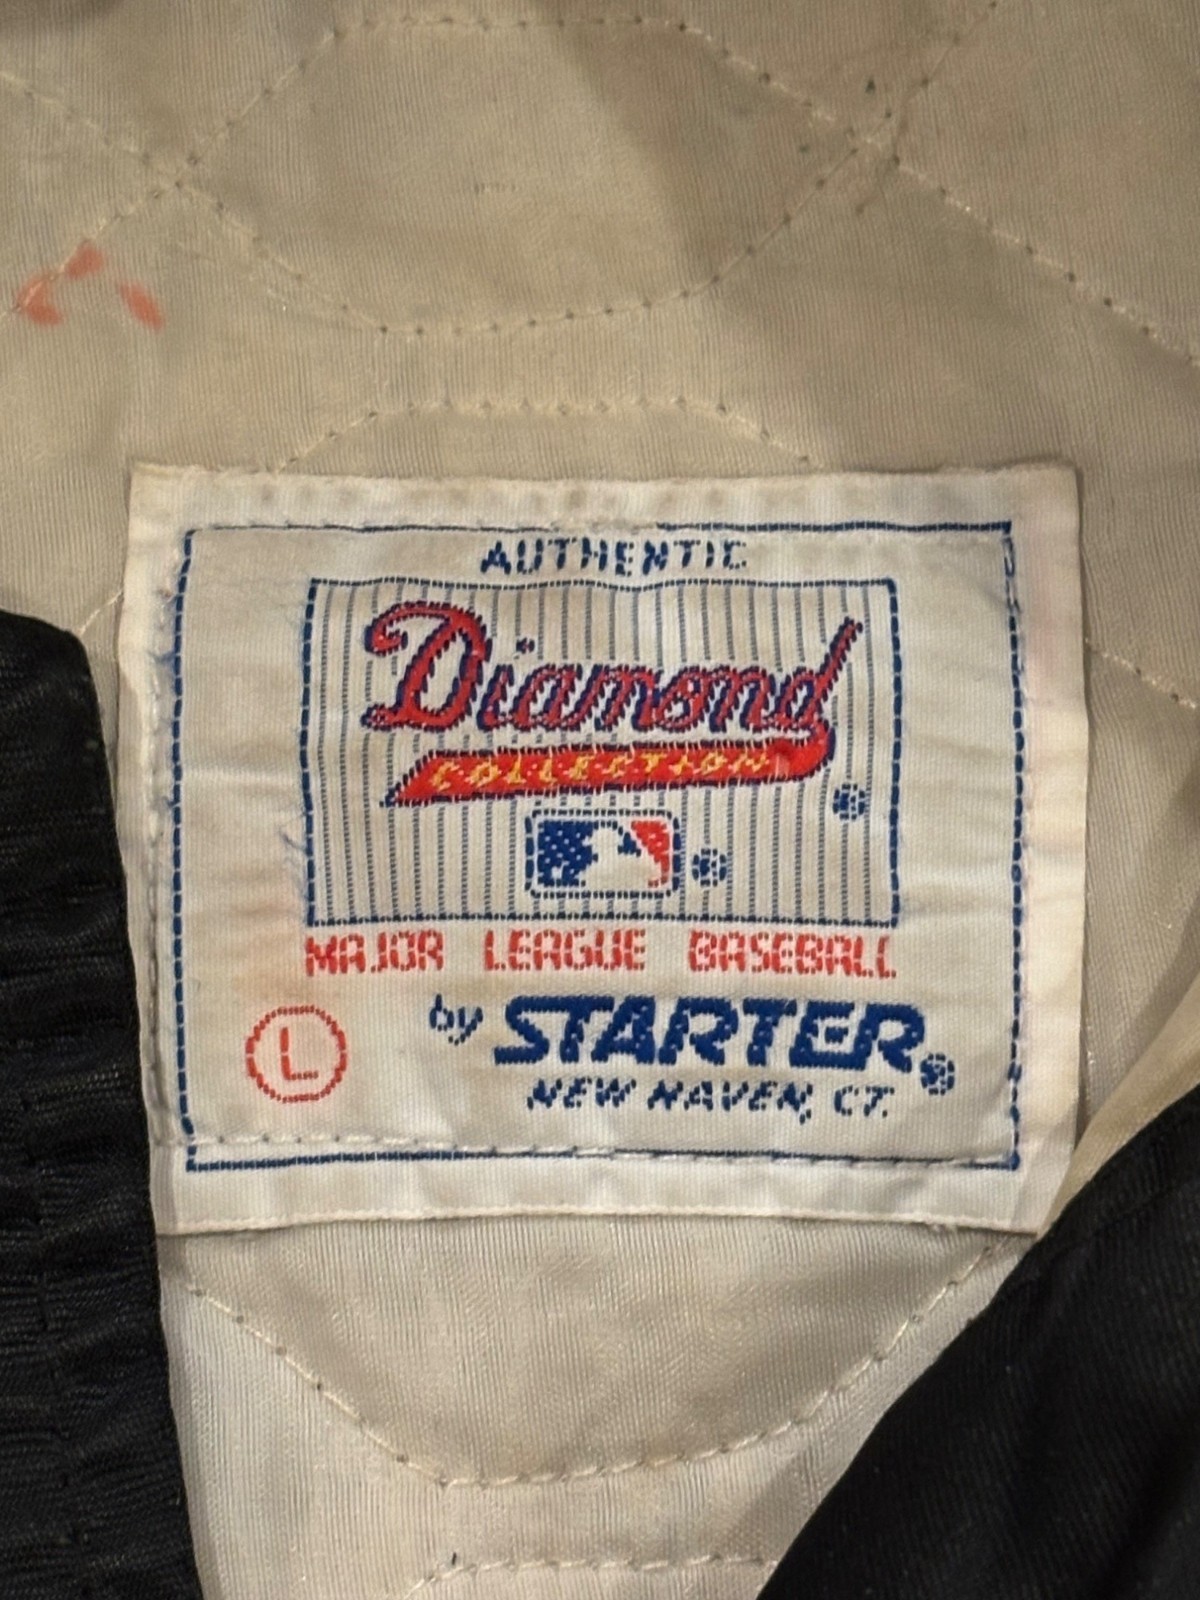 AUTHENTIC
Diamond
COLLECTION
®
®
MAJOR LEAGUE BASEBALL
L
by STARTER®
NEW HAVEN, CT.